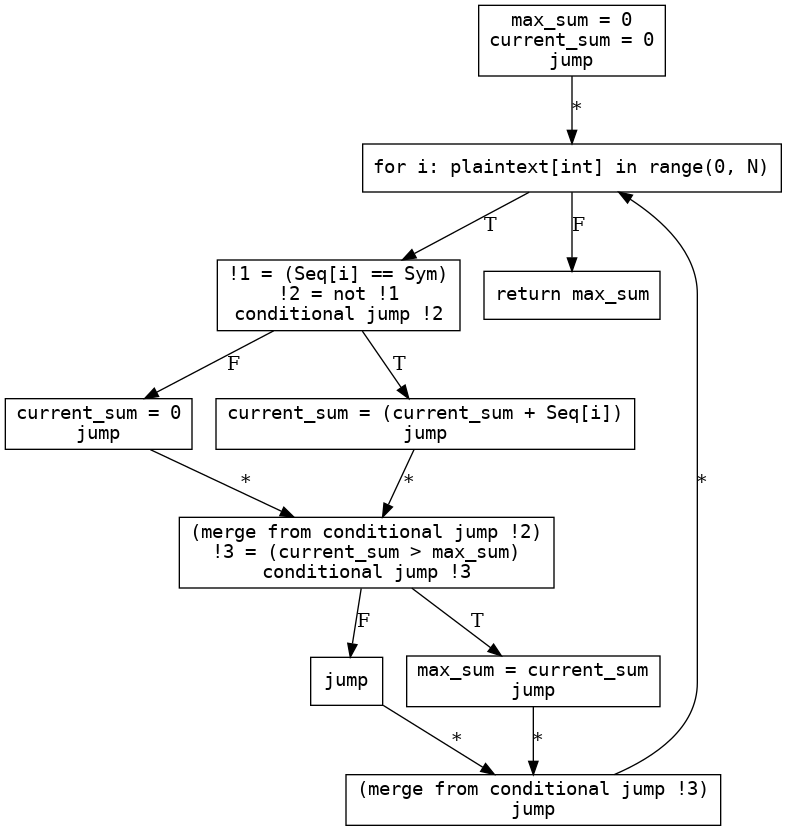 max_sum = 0
current_sum = 0
jump
*
for i: plaintext[int] in range(0, N)
T
F
!1 = (Seq[i] == Sym)
!2 = not !1
conditional jump !2
return max_sum
F
T
current_sum = 0
jump
current_sum = (current_sum + Seq[i])
jump
*
*
*
(merge from conditional jump !2)
!3 = (current_sum > max_sum)
conditional jump !3
F
T
jump
max_sum = current_sum
jump
*
*
(merge from conditional jump !3)
jump